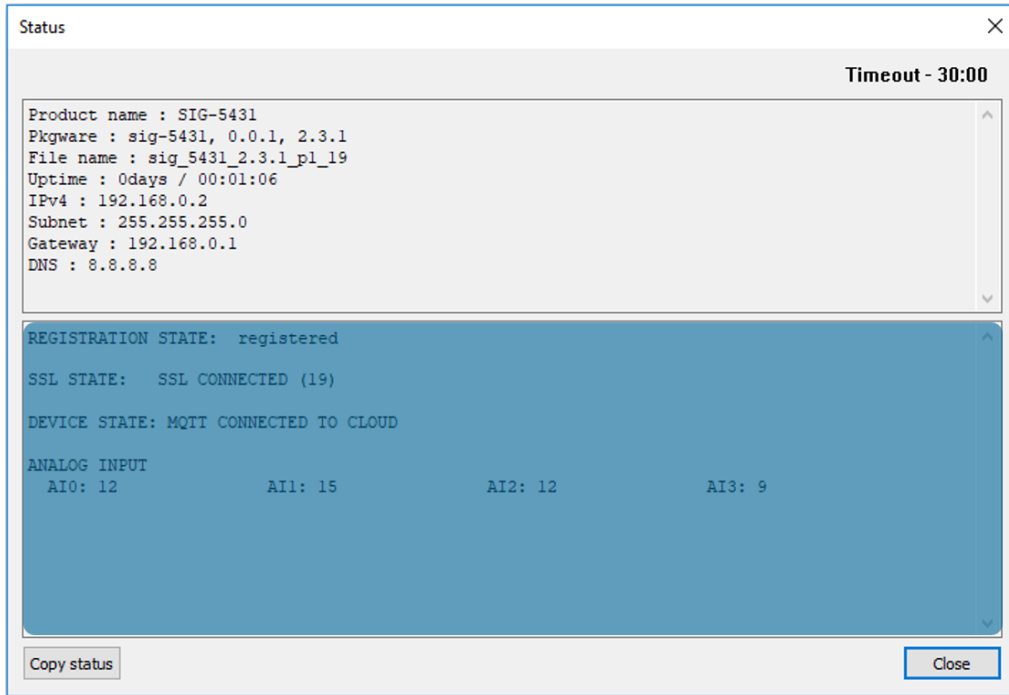 Status
Timeout - 30:00
Product name : SIG-5431
Pkgware : sig-5431, 0.0.1, 2.3.1
File name : sig_5431_2.3.1_p1_19
Uptime : 0days / 00:01:06
IPv4 : 192.168.0.2
Subnet : 255.255.255.0
Gateway : 192.168.0.1
DNS : 8.8.8.8
REGISTRATION STATE: registered
SSL STATE: SSL CONNECTED (19)
DEVICE STATE: MQTT CONNECTED TO CLOUD
ANALOG INPUT
AI0: 12 AI1: 15 AI2: 12 AI3: 9
Copy status Close